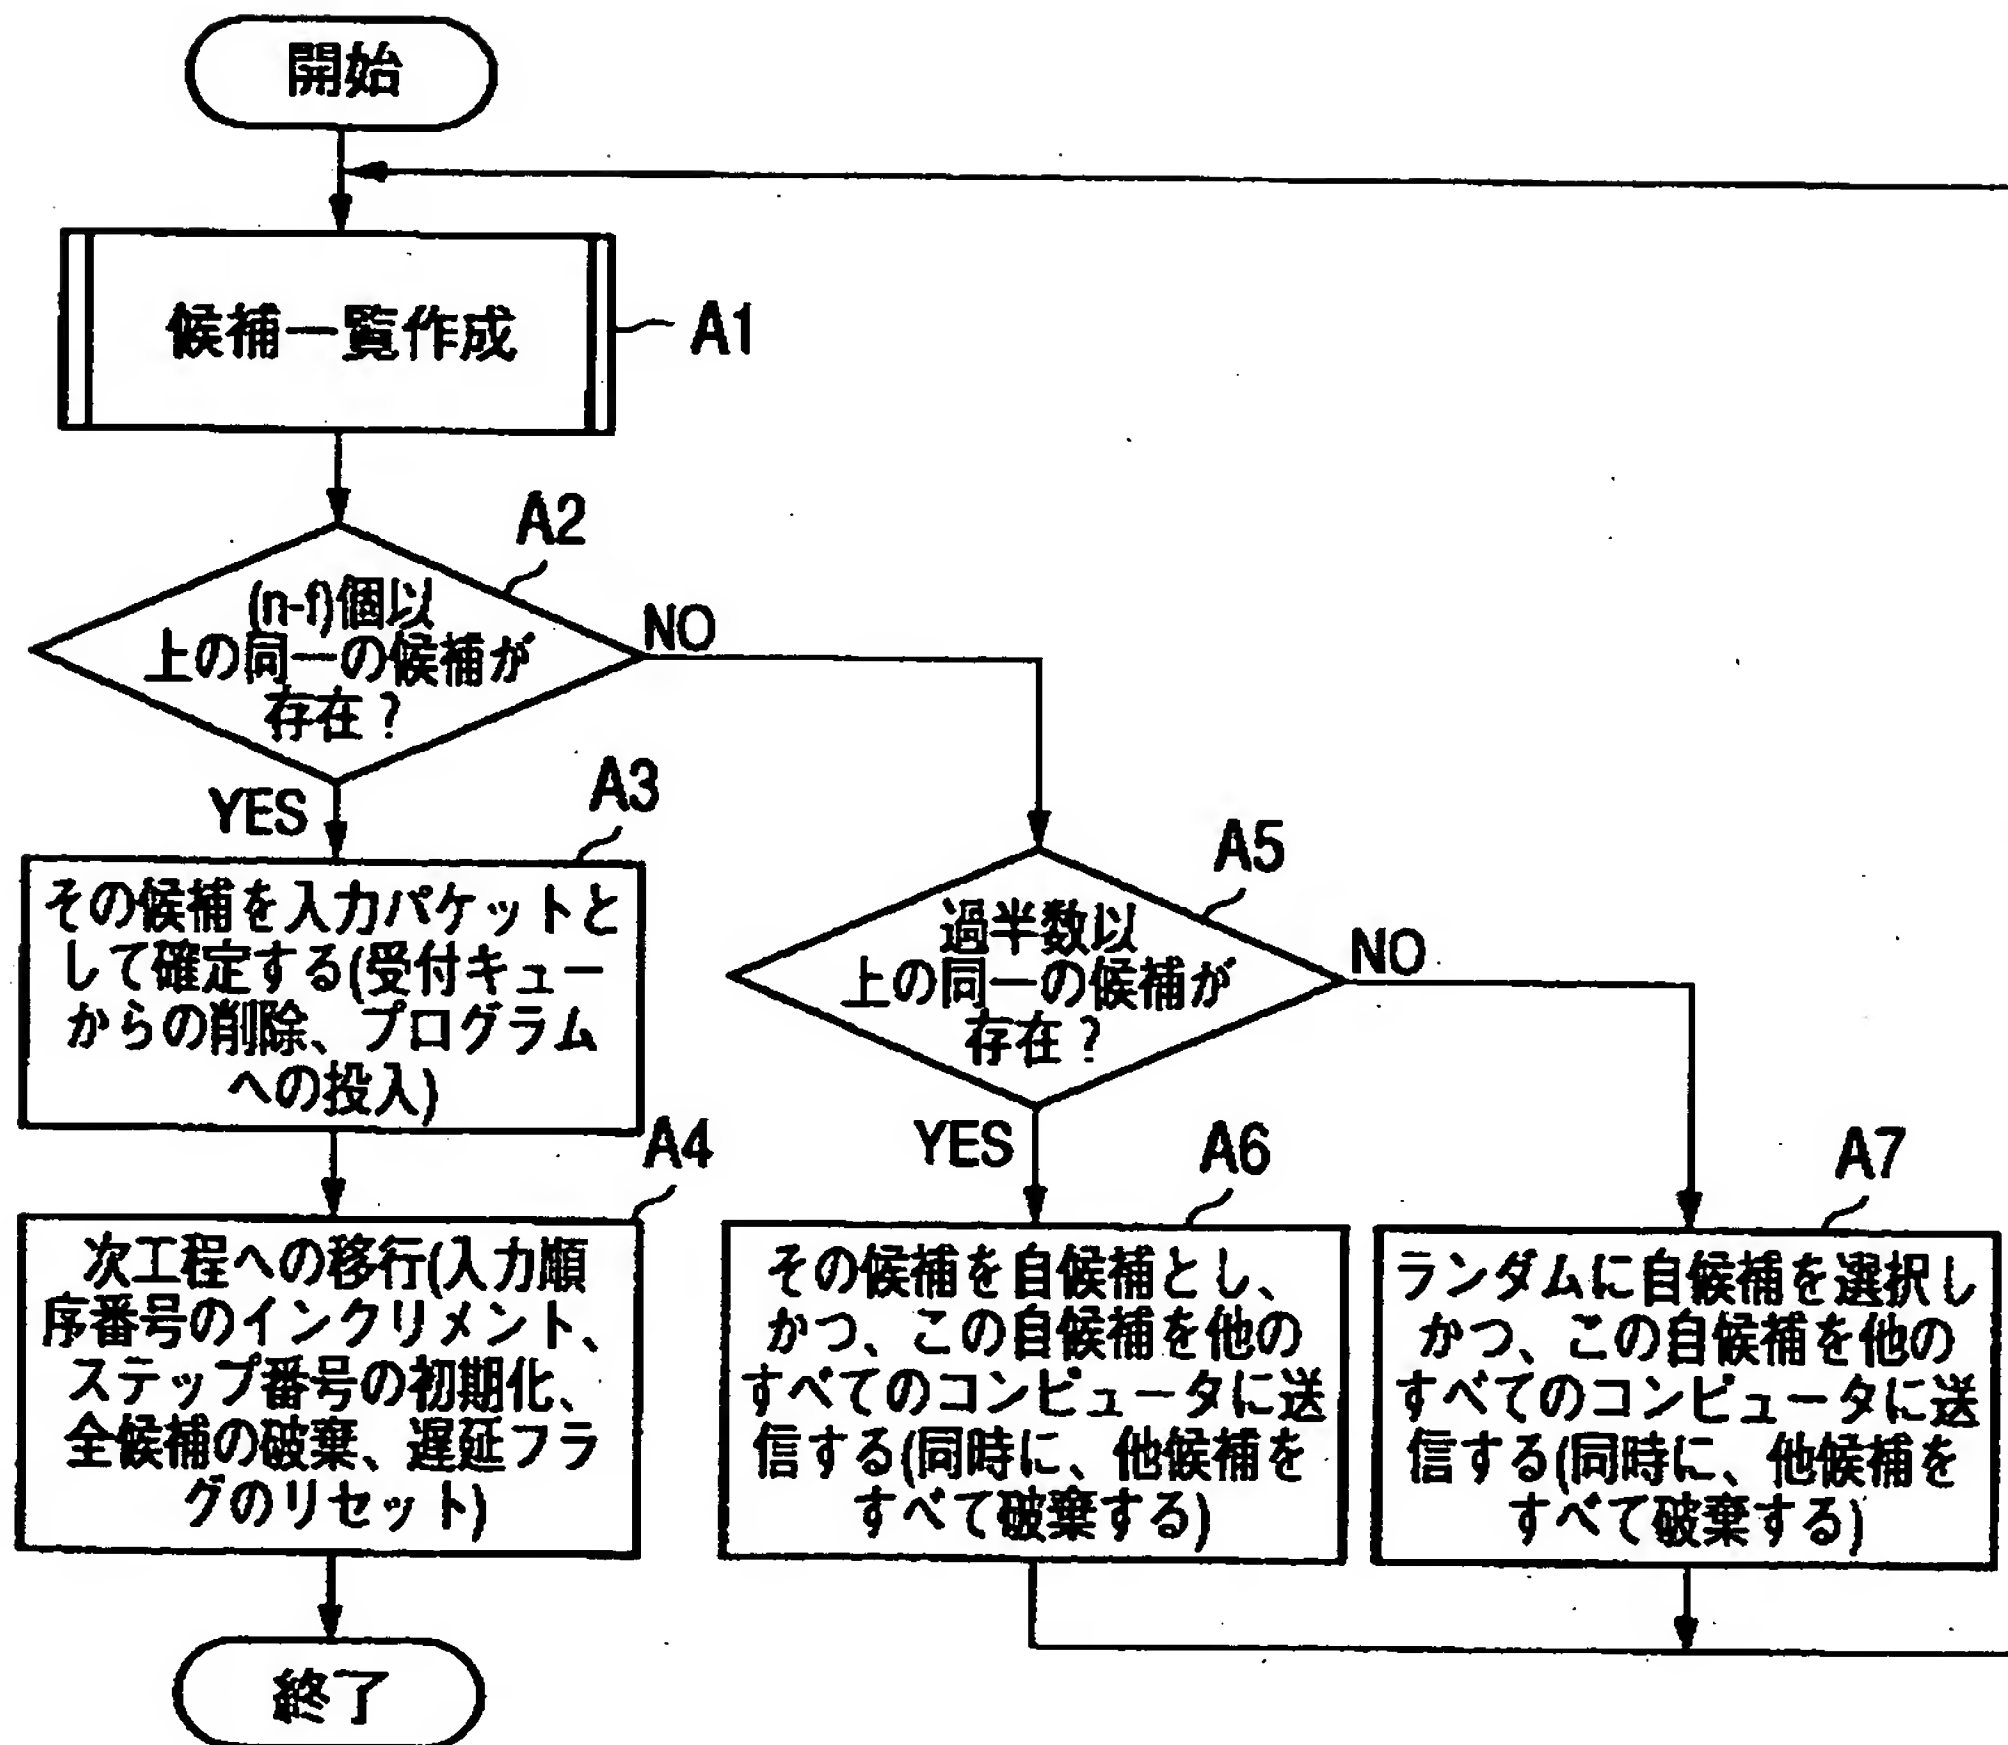 開始
候補一覧作成
A1
A2
(n-f)個以
上の同一の候補が
存在？
NO
YES
A3
その候補を入力パケットと
して確定する(受付キュー
からの削除、プログラム
への投入)
A4
次工程への移行(入力順
序番号のインクリメント、
ステップ番号の初期化、
全候補の破棄、遅延フラ
グのリセット)
終了
A5
過半数以
上の同一の候補が
存在？
NO
YES
A6
その候補を自候補とし、
かつ、この自候補を他の
すべてのコンピュータに送
信する(同時に、他候補を
すべて破棄する)
A7
ランダムに自候補を選択し
かつ、この自候補を他の
すべてのコンピュータに送
信する(同時に、他候補を
すべて破棄する)